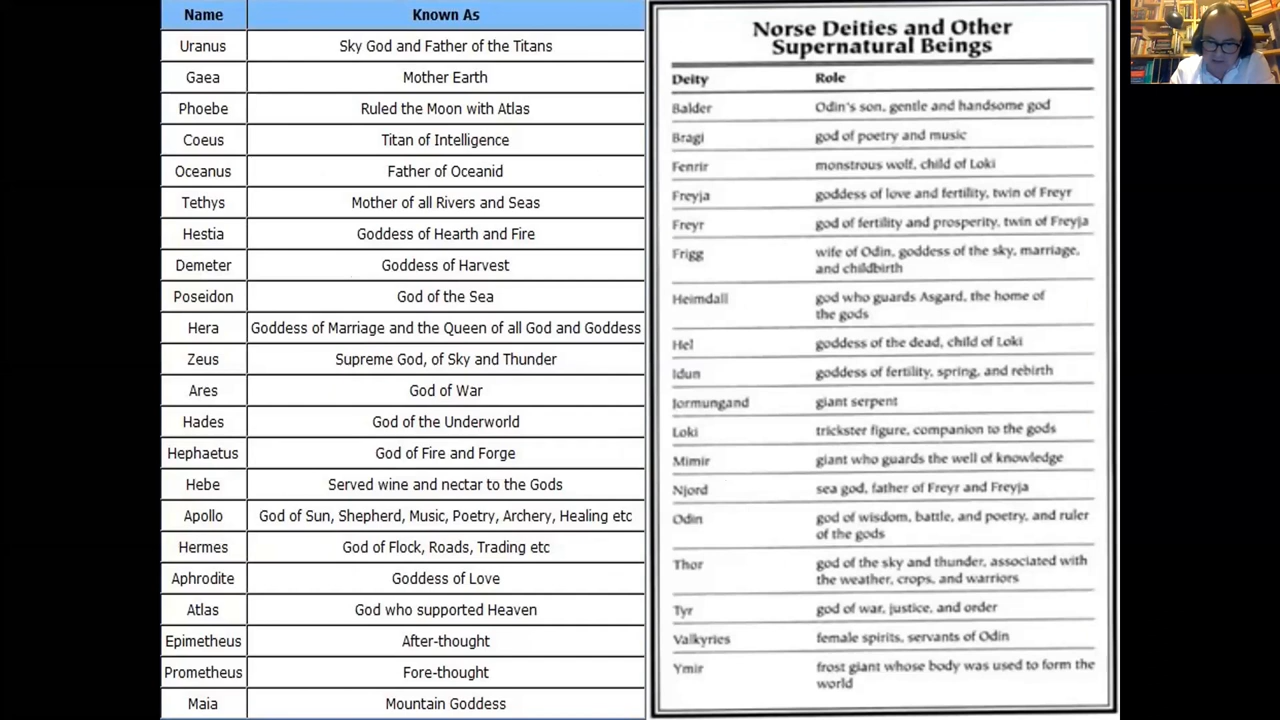 Name Known As
Uranus Sky God and Father of the Titans
Gaea Mother Earth
Phoebe Ruled the Moon with Atlas
Coeus Titan of Intelligence
Oceanus Father of Oceanid
Tethys Mother of all Rivers and Seas
Hestia Goddess of Hearth and Fire
Demeter Goddess of Harvest
Poseidon God of the Sea
Hera Goddess of Marriage and the Queen of all God and Goddess
Zeus Supreme God, of Sky and Thunder
Ares God of War
Hades God of the Underworld
Hephaetus God of Fire and Forge
Hebe Served wine and nectar to the Gods
Apollo God of Sun, Shepherd, Music, Poetry, Archery, Healing etc
Hermes God of Flock, Roads, Trading etc
Aphrodite Goddess of Love
Atlas God who supported Heaven
Epimetheus After-thought
Prometheus Fore-thought
Maia Mountain Goddess
Norse Deities and Other
Supernatural Beings
Deity Role
Balder Odin's son, gentle and handsome god
Bragi god of poetry and music
Fenrir monstrous wolf, child of Loki
Freyja goddess of love and fertility, twin of Freyr
Freyr god of fertility and prosperity, twin of Freyja
Frigg wife of Odin, goddess of the sky, marriage,
and childbirth
Heimdall god who guards Asgard, the home of
the gods
Hel goddess of the dead, child of Loki
Idun goddess of fertility, spring, and rebirth
Jormungand giant serpent
Loki trickster figure, companion to the gods
Mimir giant who guards the well of knowledge
Njord sea god, father of Freyr and Freyja
Odin god of wisdom, battle, and poetry, and ruler
of the gods
Thor god of the sky and thunder, associated with
the weather, crops, and warriors
Tyr god of war, justice, and order
Valkyries female spirits, servants of Odin
Ymir frost giant whose body was used to form the
world